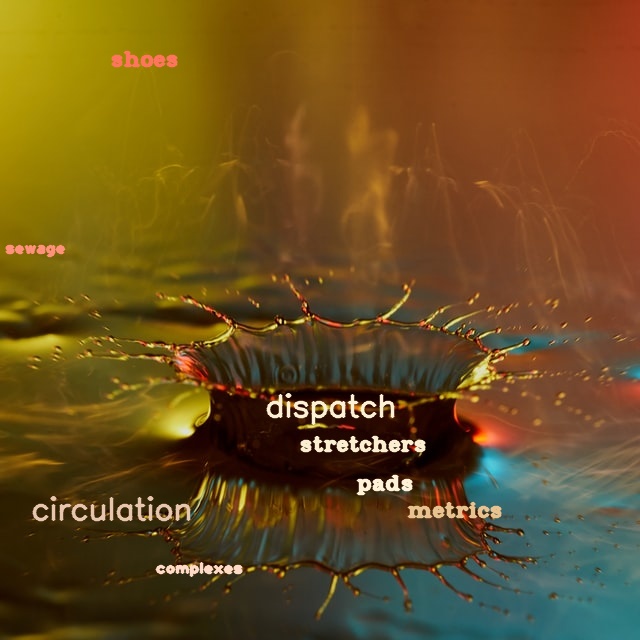 shoes
sewage
dispatch
stretchers
pads
circulation
metrics
complexes